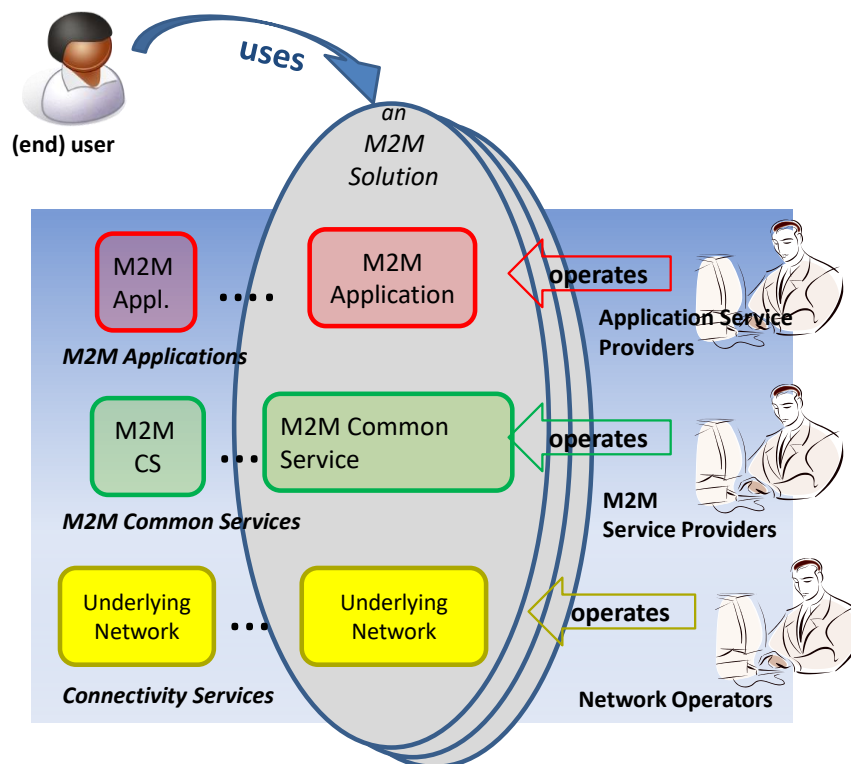 uses
(end) user
an
M2M
Solution
M2M
Appl.
....
M2M
Application
operates
Application Service
Providers
M2M Applications
M2M
CS
....
M2M Common
Service
operates
M2M
Service Providers
M2M Common Services
Underlying
Network
...
Underlying
Network
operates
Connectivity Services
Network Operators